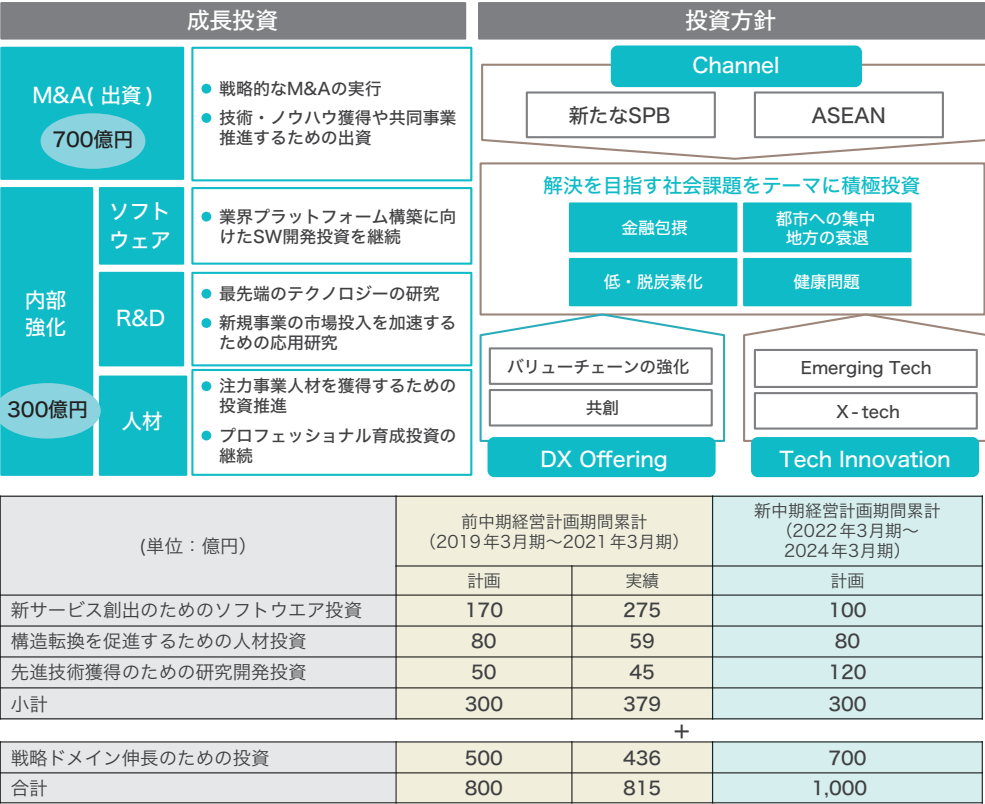 成長投資
M&A( 出資 )
700億円
● 戦略的なM&Aの実行
● 技術・ノウハウ獲得や共同事業
推進するための出資
内部
強化
300億円
ソフト
ウェア
● 業界プラットフォーム構築に向
けたSW開発投資を継続
R&D
● 最先端のテクノロジーの研究
● 新規事業の市場投入を加速する
ための応用研究
人材
● 注力事業人材を獲得するための
投資推進
● プロフェッショナル育成投資の
継続
投資方針
Channel
新たなSPB
ASEAN
解決を目指す社会課題をテーマに積極投資
金融包摂
都市への集中
地方の衰退
低・脱炭素化
健康問題
バリューチェーンの強化
共創
DX Offering
Emerging Tech
X - tech
Tech Innovation
(単位：億円） 前中期経営計画期間累計 新中期経営計画期間累計
（2019年3月期〜2021年3月期） （2022年3月期〜
2024年3月期）
計画 実績 計画
新サービス創出のためのソフトウエア投資 170 275 100
構造転換を促進するための人材投資 80 59 80
先進技術獲得のための研究開発投資 50 45 120
小計 300 379 300
＋
戦略ドメイン伸長のための投資 500 436 700
合計 800 815 1,000